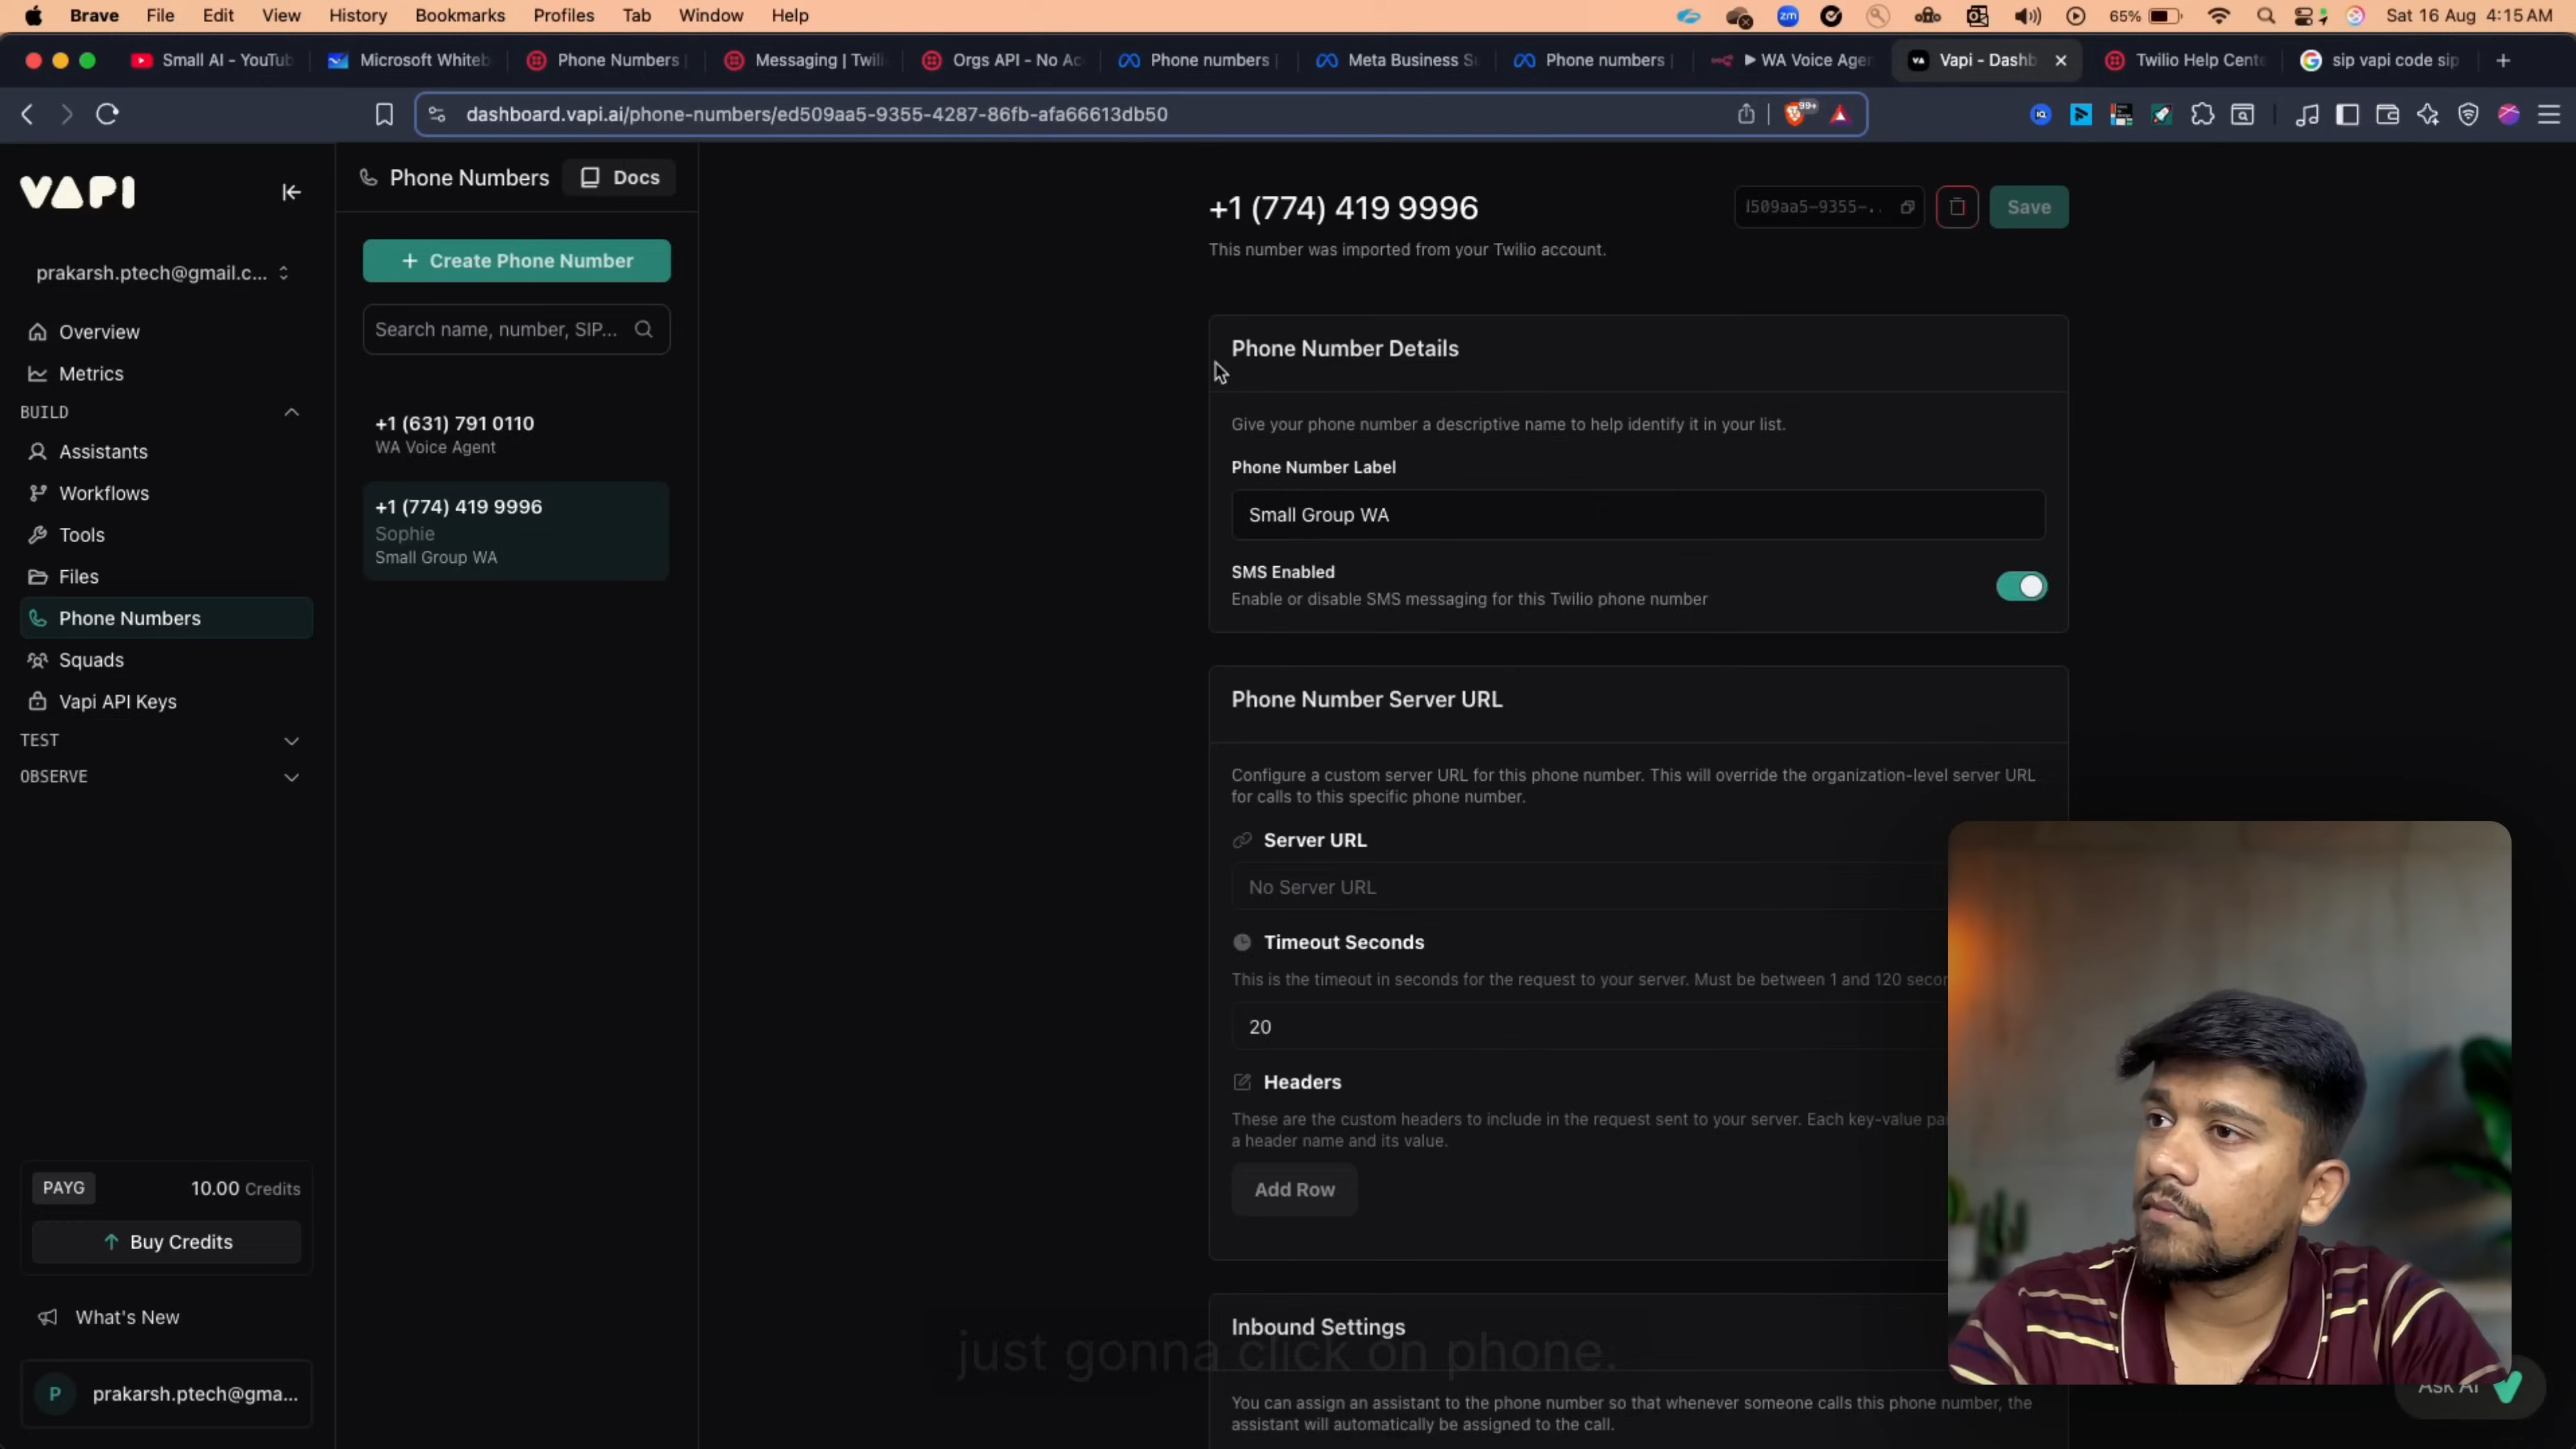 Brave File Edit View History Bookmarks Profiles Tab Window Help
zm 65% Sat 16 Aug 4:15 AM
Small AI - YouTub
Microsoft Whiteb
Phone Numbers |
Messaging | Twili
Orgs API - No Ac
Phone numbers |
Meta Business Su
Phone numbers |
WA Voice Agen
Vapi - Dashb
Twilio Help Cente
sip vapi code sip
dashboard.vapi.ai/phone-numbers/ed509aa5-9355-4287-86fb-afa66613db50
99+
VAPI
prakarsh.ptech@gmail.c...
Overview
Metrics
BUILD
Assistants
Workflows
Tools
Files
Phone Numbers
Squads
Vapi API Keys
TEST
OBSERVE
PAYG 10.00 Credits
Buy Credits
What's New
P prakarsh.ptech@gma...
Phone Numbers Docs
+ Create Phone Number
Search name, number, SIP...
+1 (631) 791 0110
WA Voice Agent
+1 (774) 419 9996
Sophie
Small Group WA
+1 (774) 419 9996
509aa5-9355-..
Save
This number was imported from your Twilio account.
Phone Number Details
Give your phone number a descriptive name to help identify it in your list.
Phone Number Label
Small Group WA
SMS Enabled
Enable or disable SMS messaging for this Twilio phone number
Phone Number Server URL
Configure a custom server URL for this phone number. This will override the organization-level server URL
for calls to this specific phone number.
Server URL
No Server URL
Timeout Seconds
This is the timeout in seconds for the request to your server. Must be between 1 and 120 secon
20
Headers
These are the custom headers to include in the request sent to your server. Each key-value pai
a header name and its value.
Add Row
Inbound Settings
just gonna click on phone.
You can assign an assistant to the phone number so that whenever someone calls this phone number, the
assistant will automatically be assigned to the call.
Ask AI